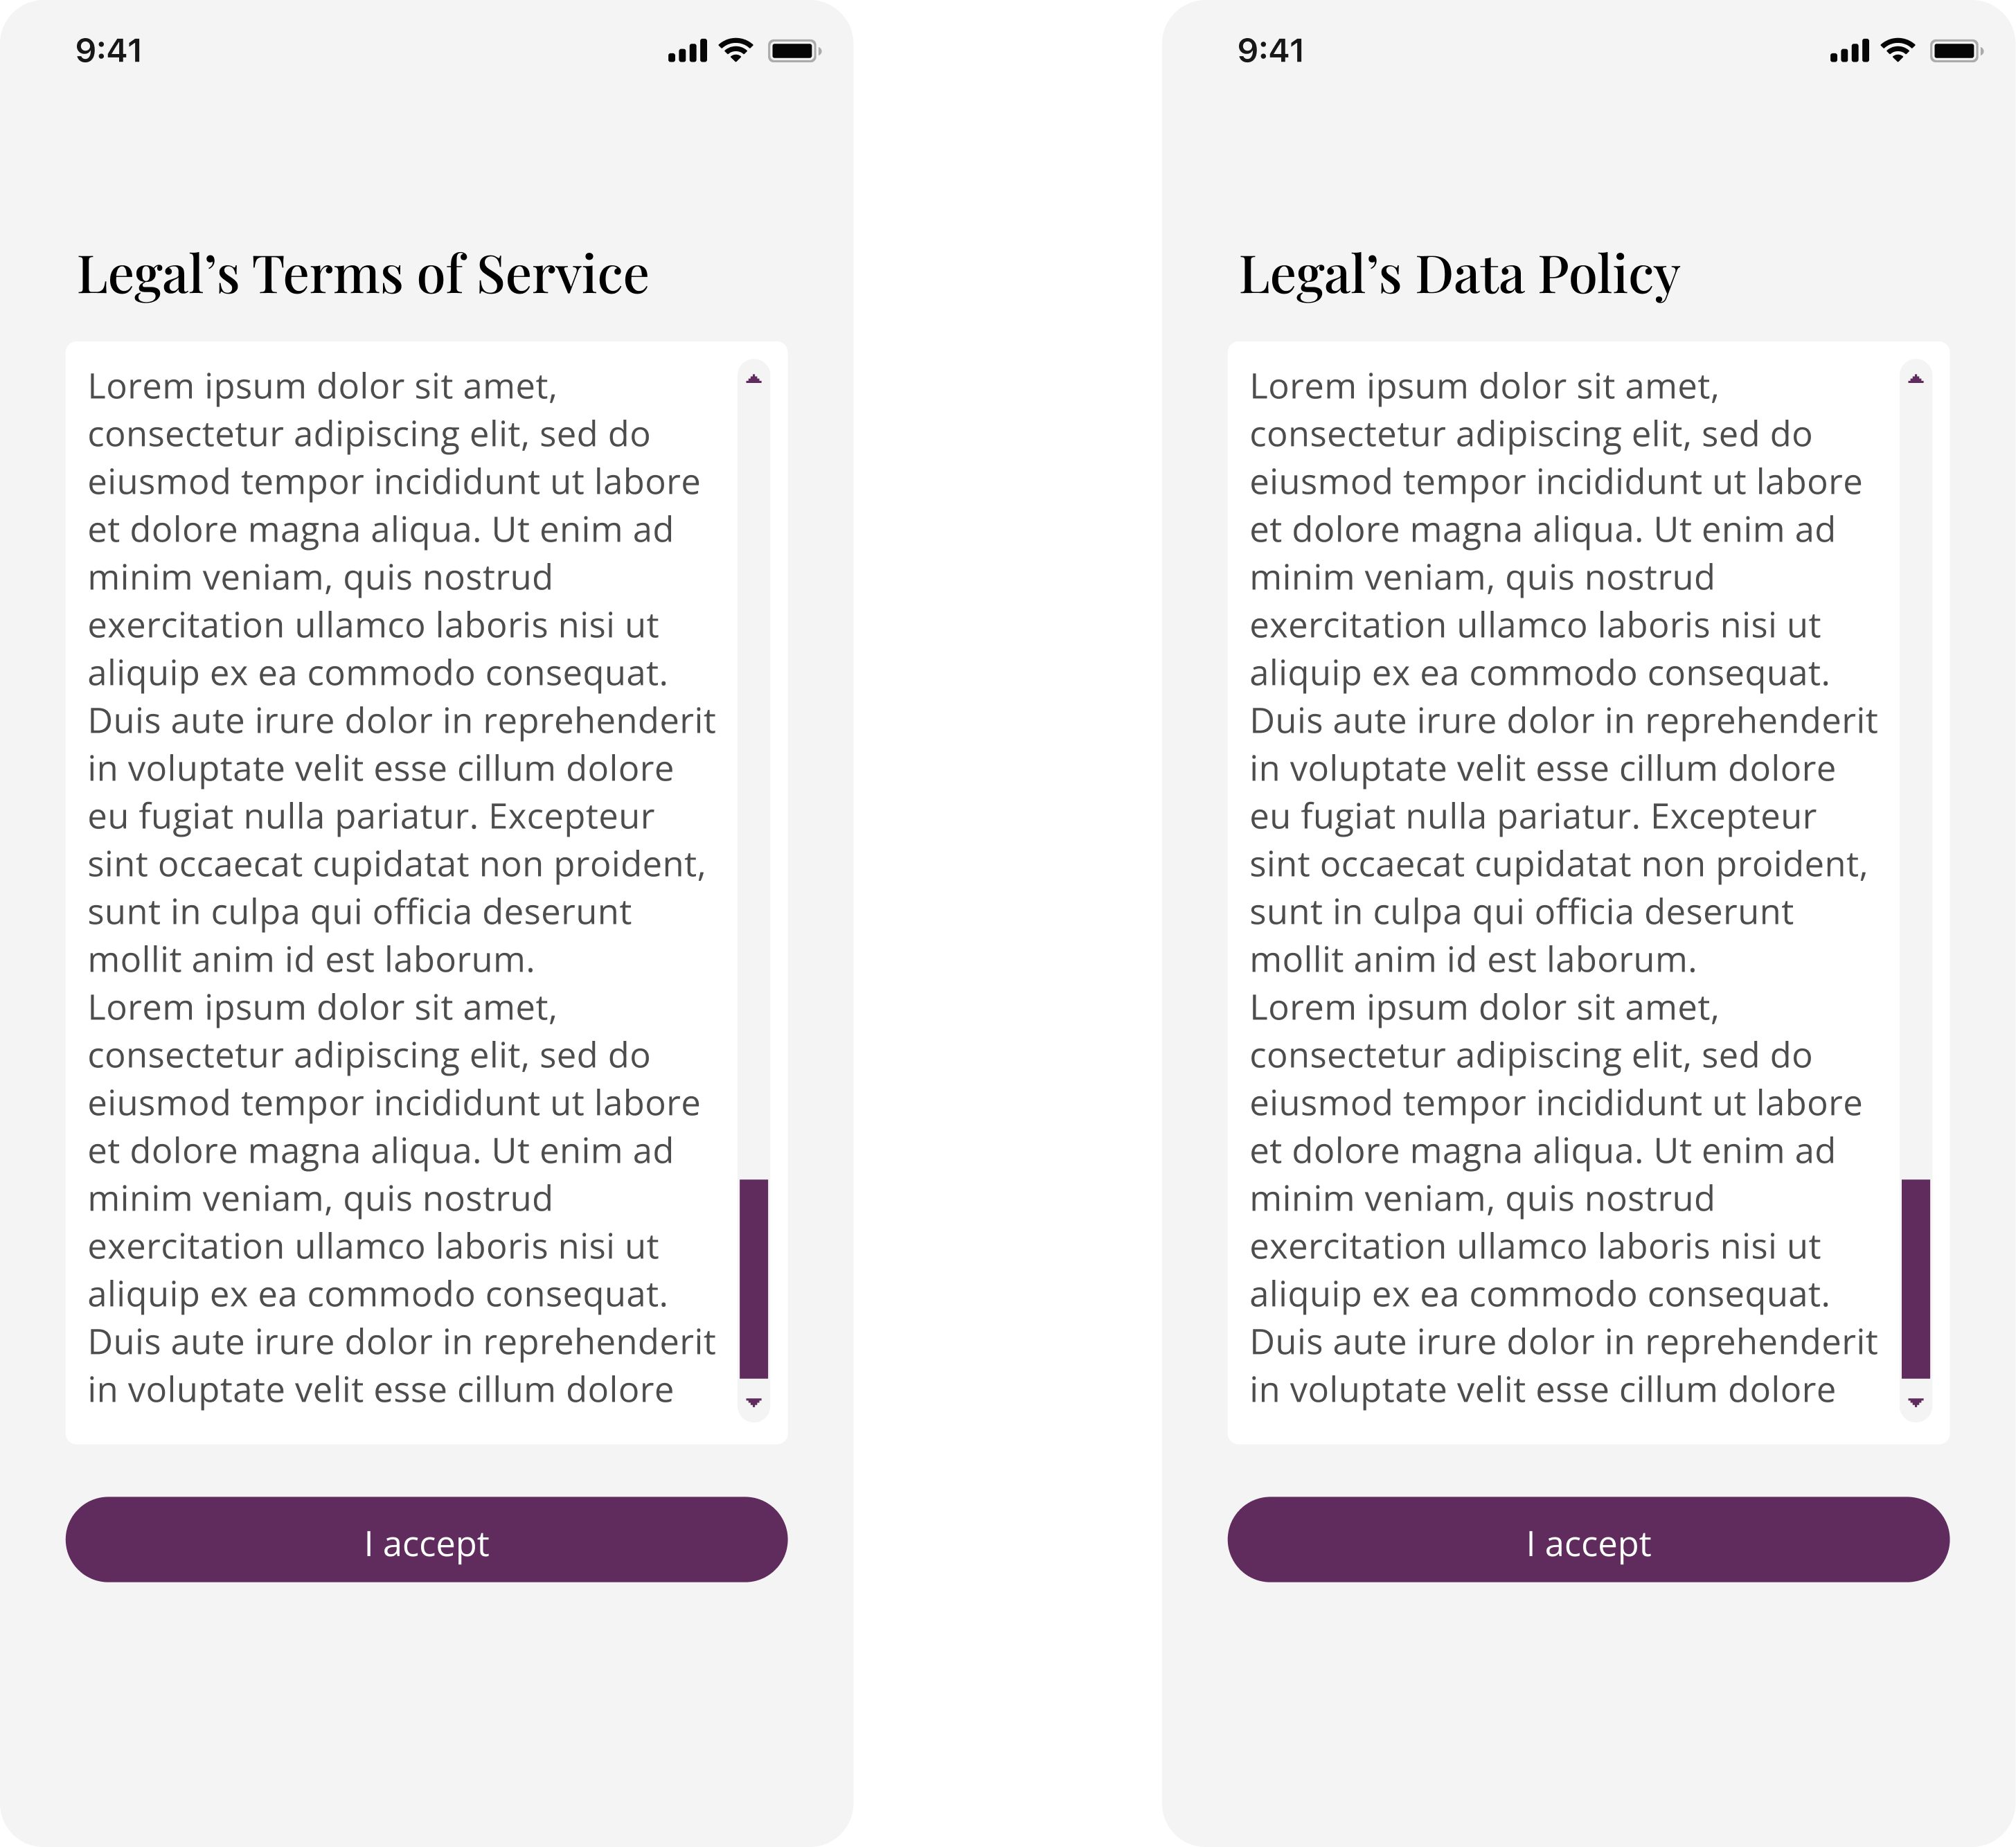 9:41
Legal’s Terms of Service
Lorem ipsum dolor sit amet,
consectetur adipiscing elit, sed do
eiusmod tempor incididunt ut labore
et dolore magna aliqua. Ut enim ad
minim veniam, quis nostrud
exercitation ullamco laboris nisi ut
aliquip ex ea commodo consequat.
Duis aute irure dolor in reprehenderit
in voluptate velit esse cillum dolore
eu fugiat nulla pariatur. Excepteur
sint occaecat cupidatat non proident,
sunt in culpa qui officia deserunt
mollit anim id est laborum.
Lorem ipsum dolor sit amet,
consectetur adipiscing elit, sed do
eiusmod tempor incididunt ut labore
et dolore magna aliqua. Ut enim ad
minim veniam, quis nostrud
exercitation ullamco laboris nisi ut
aliquip ex ea commodo consequat.
Duis aute irure dolor in reprehenderit
in voluptate velit esse cillum dolore
I accept
9:41
Legal’s Data Policy
Lorem ipsum dolor sit amet,
consectetur adipiscing elit, sed do
eiusmod tempor incididunt ut labore
et dolore magna aliqua. Ut enim ad
minim veniam, quis nostrud
exercitation ullamco laboris nisi ut
aliquip ex ea commodo consequat.
Duis aute irure dolor in reprehenderit
in voluptate velit esse cillum dolore
eu fugiat nulla pariatur. Excepteur
sint occaecat cupidatat non proident,
sunt in culpa qui officia deserunt
mollit anim id est laborum.
Lorem ipsum dolor sit amet,
consectetur adipiscing elit, sed do
eiusmod tempor incididunt ut labore
et dolore magna aliqua. Ut enim ad
minim veniam, quis nostrud
exercitation ullamco laboris nisi ut
aliquip ex ea commodo consequat.
Duis aute irure dolor in reprehenderit
in voluptate velit esse cillum dolore
I accept